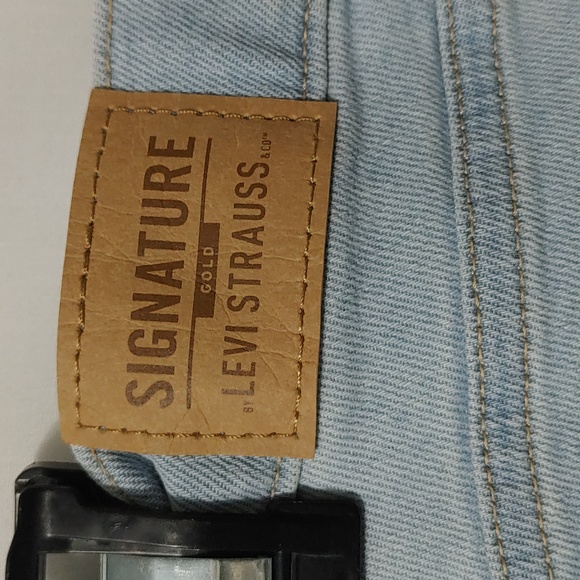 SIGNATURE
GOLD
BY LEVI STRAUSS & CO™